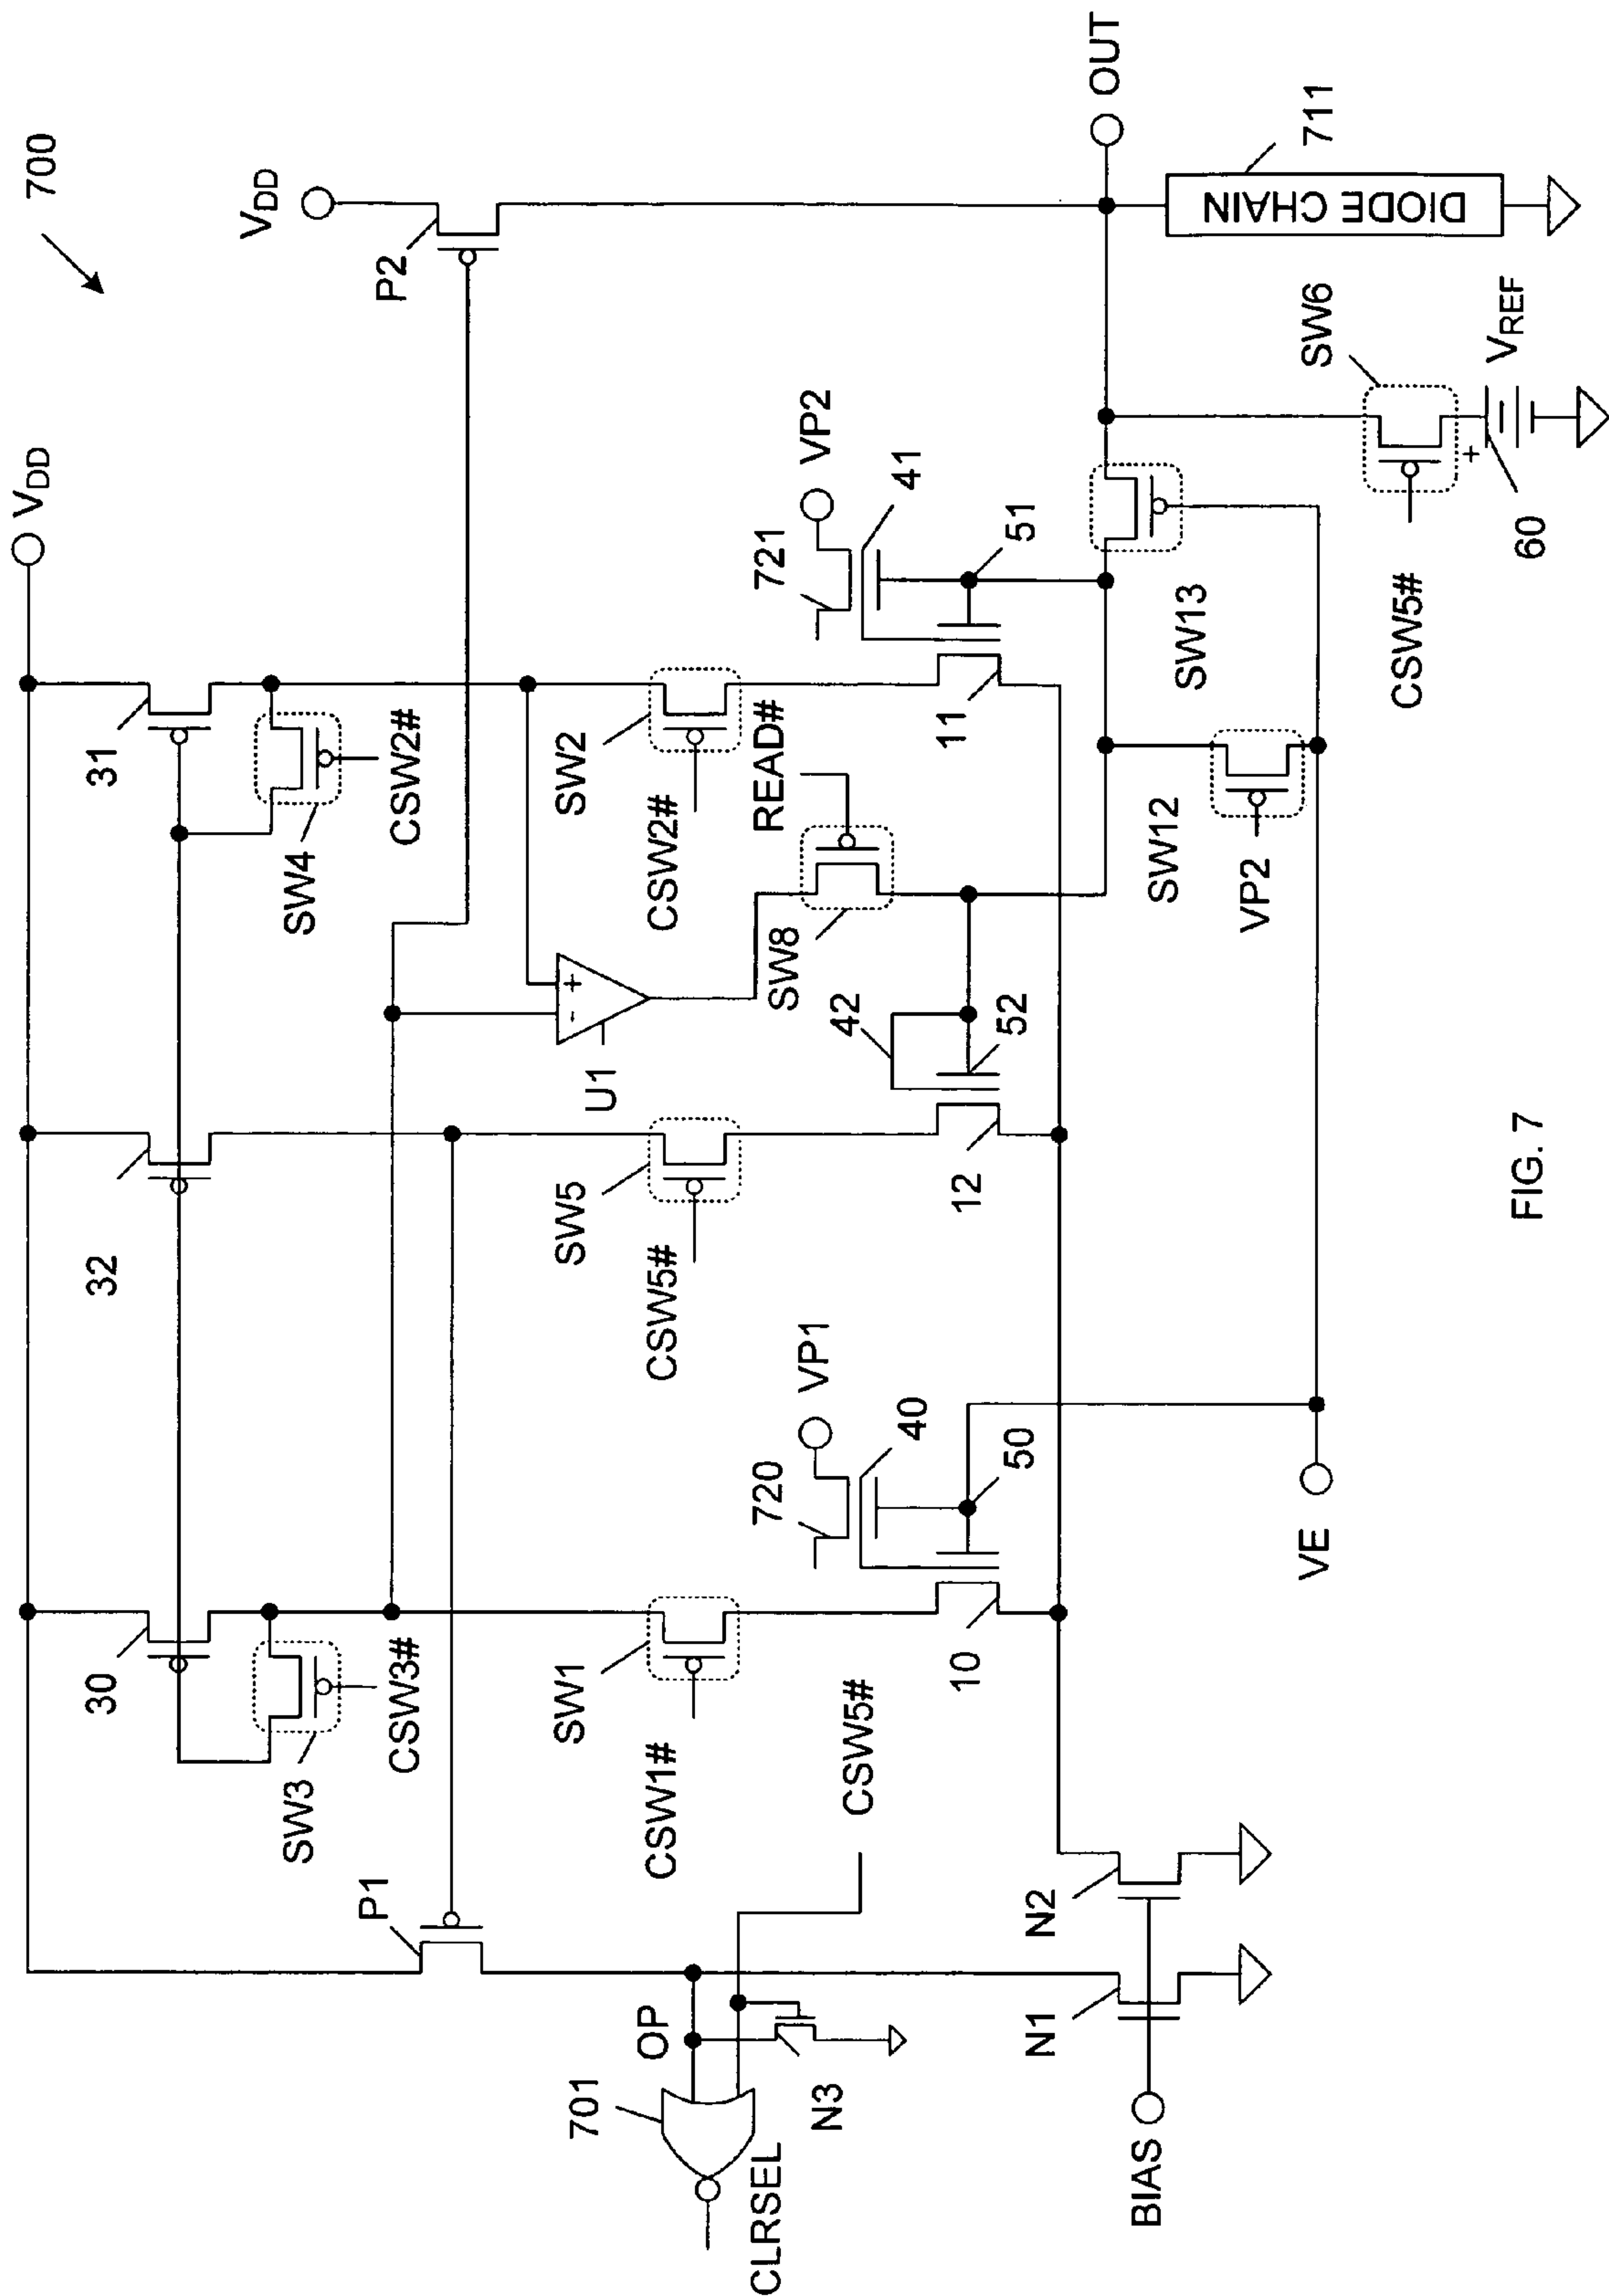 700
VDD
VDD
P2
31
32
30
SW4
CSW2#
SW3
CSW3#
P1
U1
SW2
CSW2#
READ#
SW8
SW5
CSW5#
SW1
CSW1#
CSW5#
721
VP2
41
51
11
42
52
12
720
VP1
40
50
10
OUT
DIODE CHAIN
711
SW13
SW12
VP2
SW6
CSW5#
+
60
VREF
VE
701
OP
N3
CLRSEL
N1
N2
BIAS
- +
FIG. 7